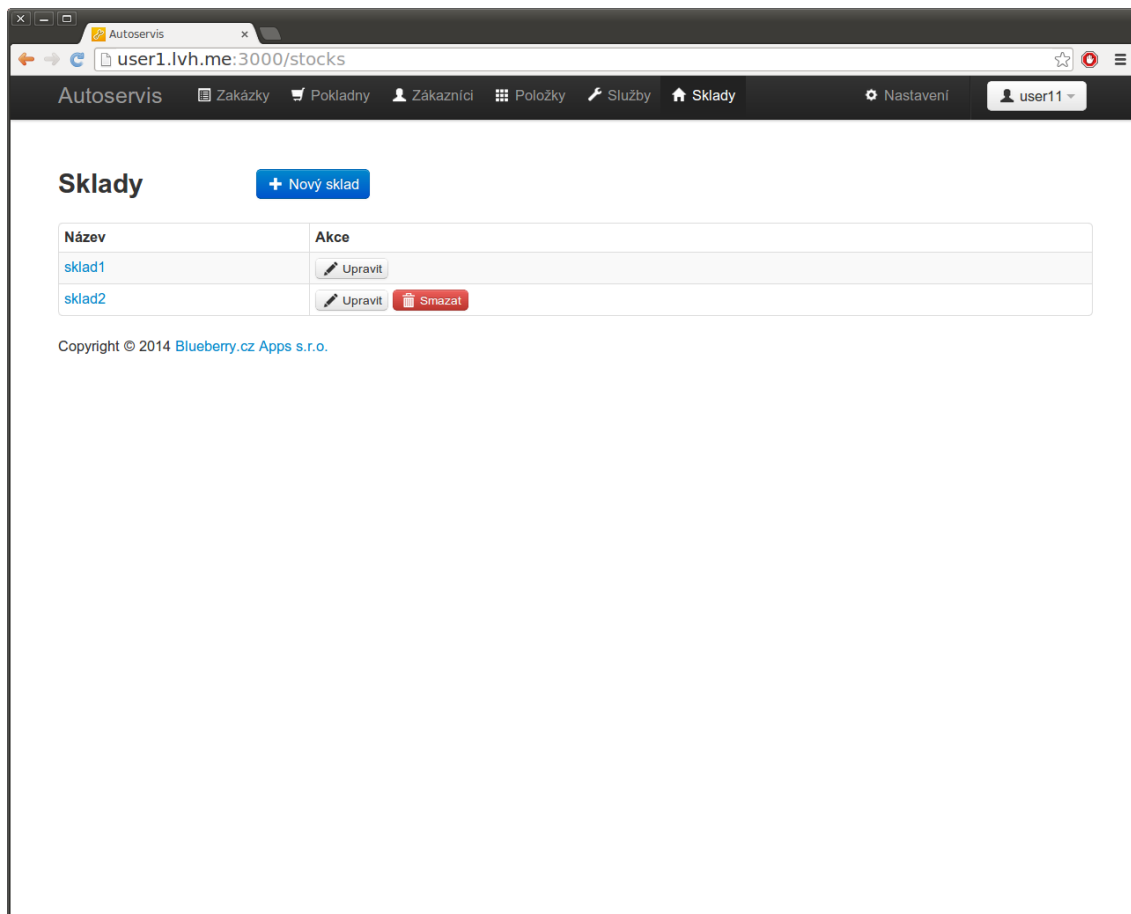 Autoservis
user1.lvh.me:3000/stocks
Autoservis Zakázky Pokladny Zákazníci Položky Služby Sklady Nastavení user11
Sklady Nový sklad
Název Akce
sklad1 Upravit
sklad2 Upravit Smazat
Copyright © 2014 Blueberry.cz Apps s.r.o.